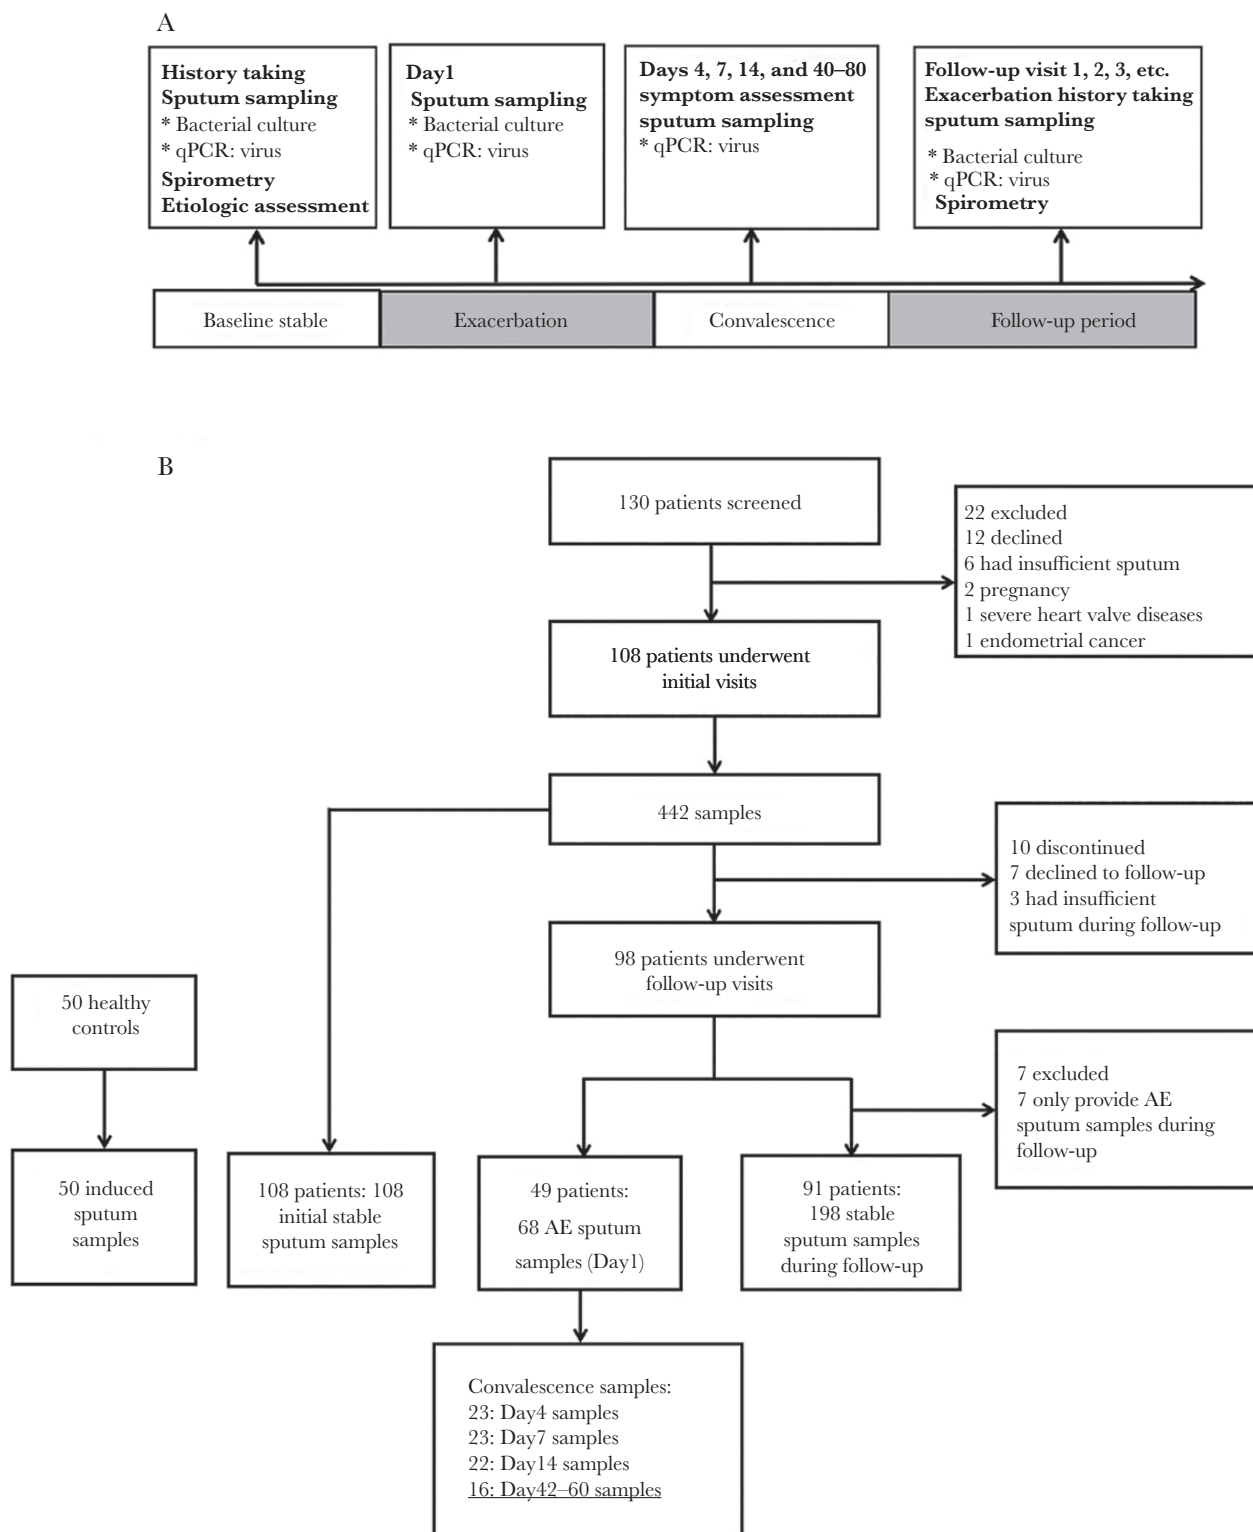 A
History taking
Sputum sampling
* Bacterial culture
* qPCR: virus
Spirometry
Etiologic assessment
Day1
Sputum sampling
* Bacterial culture
* qPCR: virus
Days 4, 7, 14, and 40–80
symptom assessment
sputum sampling
* qPCR: virus
Follow-up visit 1, 2, 3, etc.
Exacerbation history taking
sputum sampling
* Bacterial culture
* qPCR: virus
Spirometry
Baseline stable
Exacerbation
Convalescence
Follow-up period
B
130 patients screened
22 excluded
12 declined
6 had insufficient sputum
2 pregnancy
1 severe heart valve diseases
1 endometrial cancer
108 patients underwent
initial visits
442 samples
10 discontinued
7 declined to follow-up
3 had insufficient
sputum during follow-up
98 patients underwent
follow-up visits
50 healthy
controls
7 excluded
7 only provide AE
sputum samples during
follow-up
50 induced
sputum
samples
108 patients: 108
initial stable
sputum samples
49 patients:
68 AE sputum
samples (Day1)
91 patients:
198 stable
sputum samples
during follow-up
Convalescence samples:
23: Day4 samples
23: Day7 samples
22: Day14 samples
16: Day42–60 samples